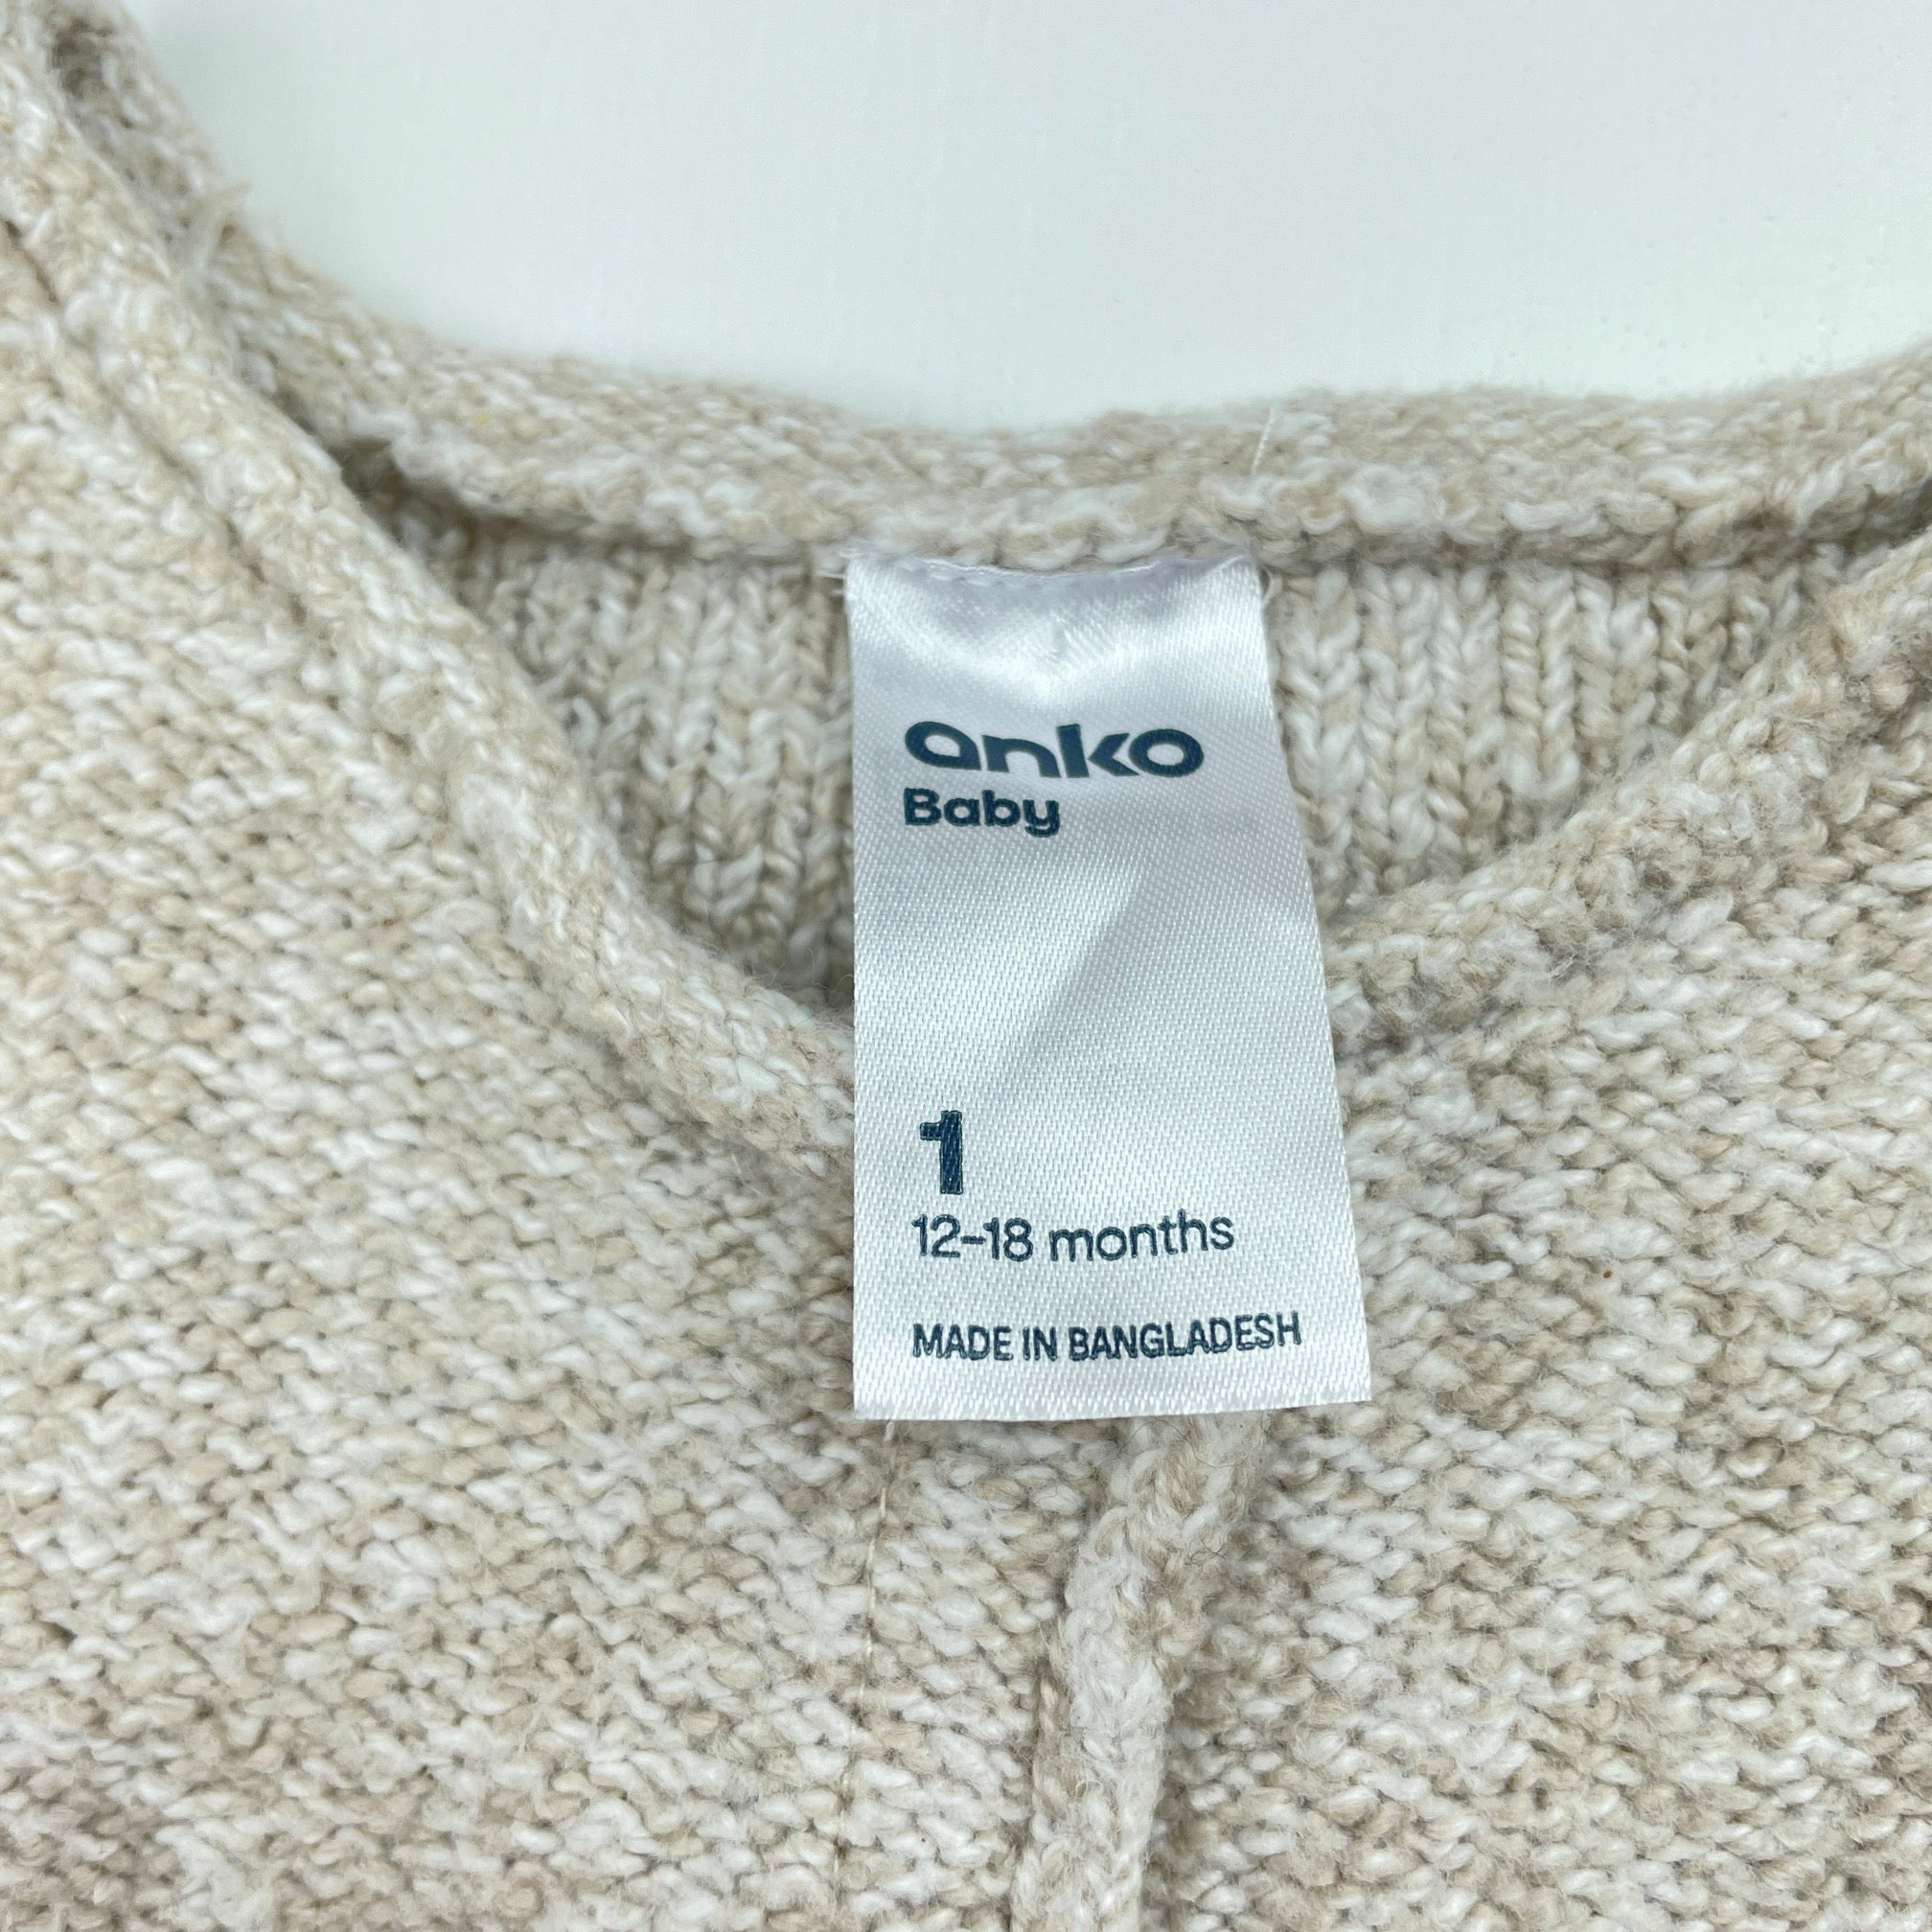 anko
Baby
1
12-18 months
MADE IN BANGLADESH